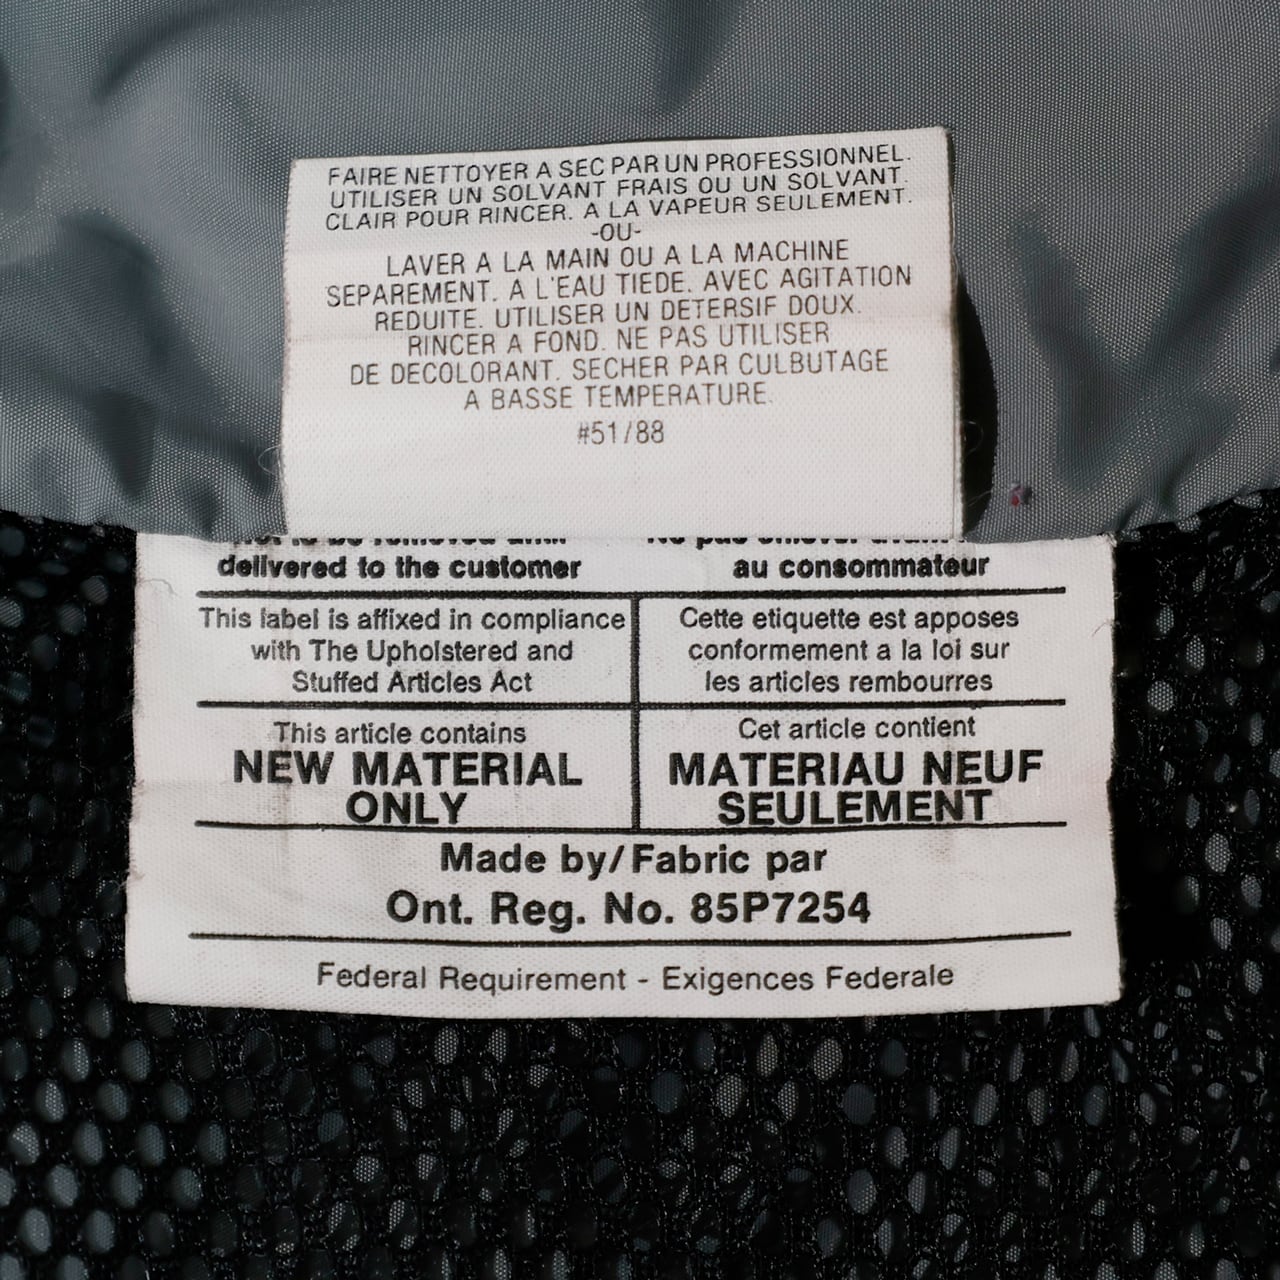 FAIRE NETTOYER A SEC PAR UN PROFESSIONNEL.
UTILISER UN SOLVANT FRAIS OU UN SOLVANT.
CLAIR POUR RINCER. A LA VAPEUR SEULEMENT.
-OU-
LAVER A LA MAIN OU A LA MACHINE
SEPAREMENT. A L'EAU TIEDE. AVEC AGITATION
REDUITE. UTILISER UN DETERSIF DOUX.
RINCER A FOND. NE PAS UTILISER
DE DECOLORANT. SECHER PAR CULBUTAGE
A BASSE TEMPERATURE.
#51/88
delivered to the customer
au consommateur
This label is affixed in compliance
with The Upholstered and
Stuffed Articles Act
Cette etiquette est apposes
conformement a la loi sur
les articles rembourres
This article contains
NEW MATERIAL
ONLY
Cet article contient
MATERIAU NEUF
SEULEMENT
Made by/Fabric par
Ont. Reg. No. 85P7254
Federal Requirement - Exigences Federale